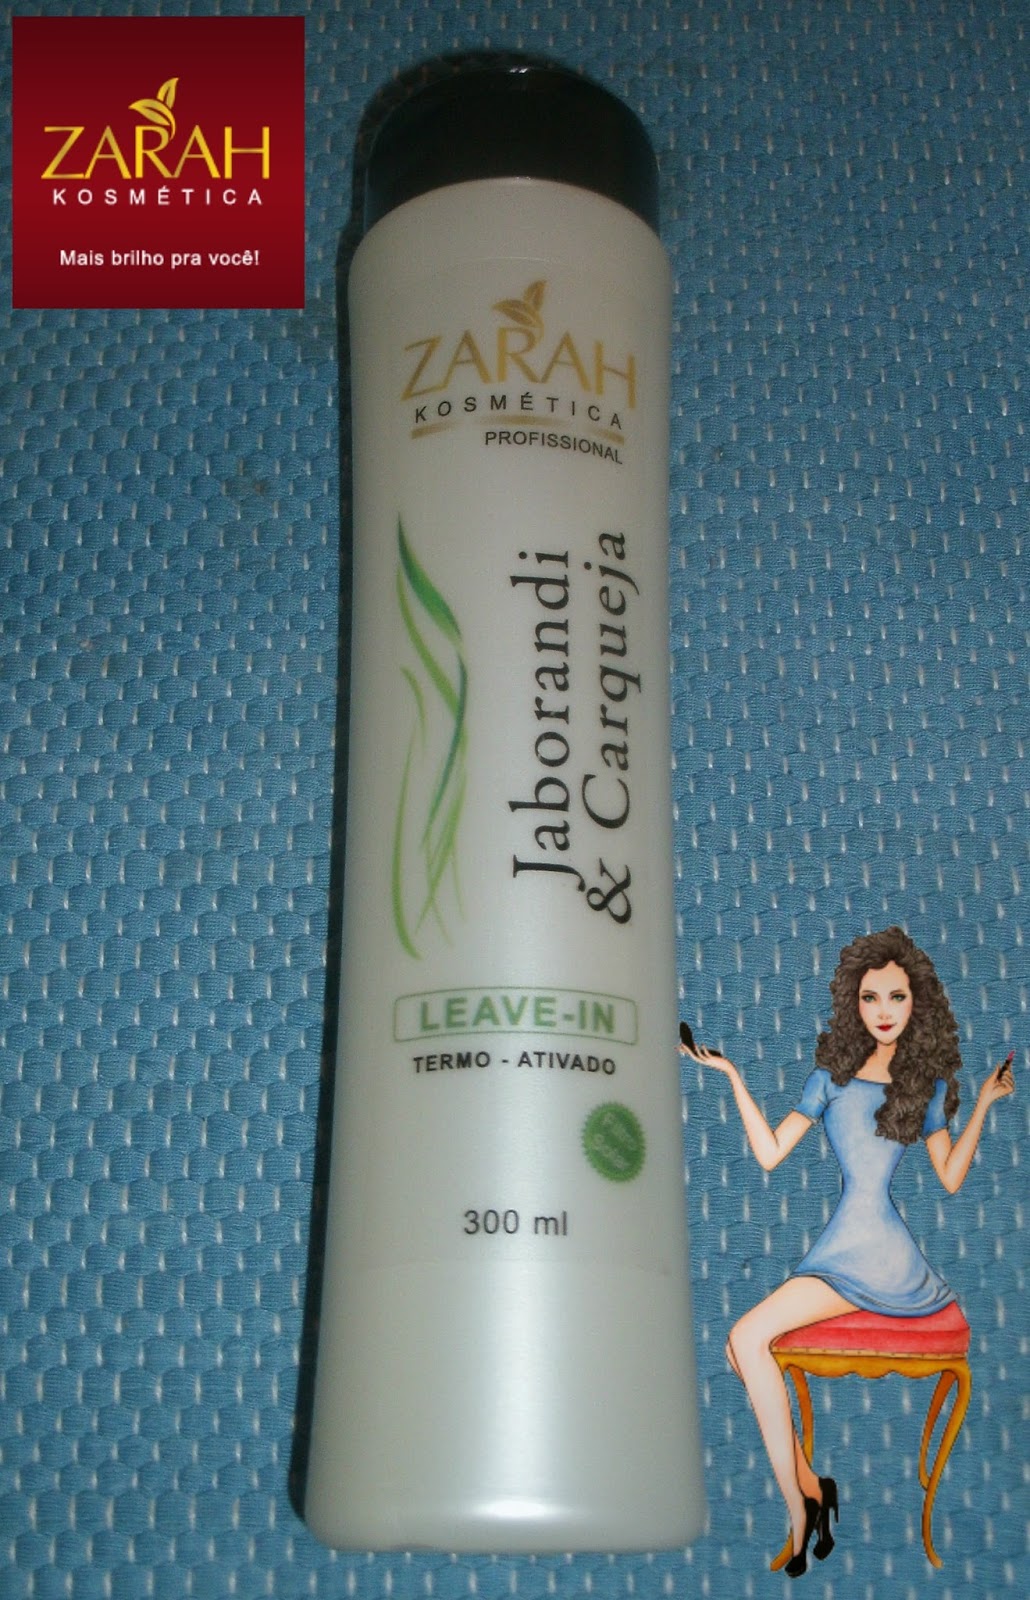 ZARAH
KOSMÉTICA
Mais brilho pra você!
ZARAH
KOSMÉTICA
PROFISSIONAL
Jaborandi
& Carqueja
LEAVE-IN
TERMO - ATIVADO
300 ml